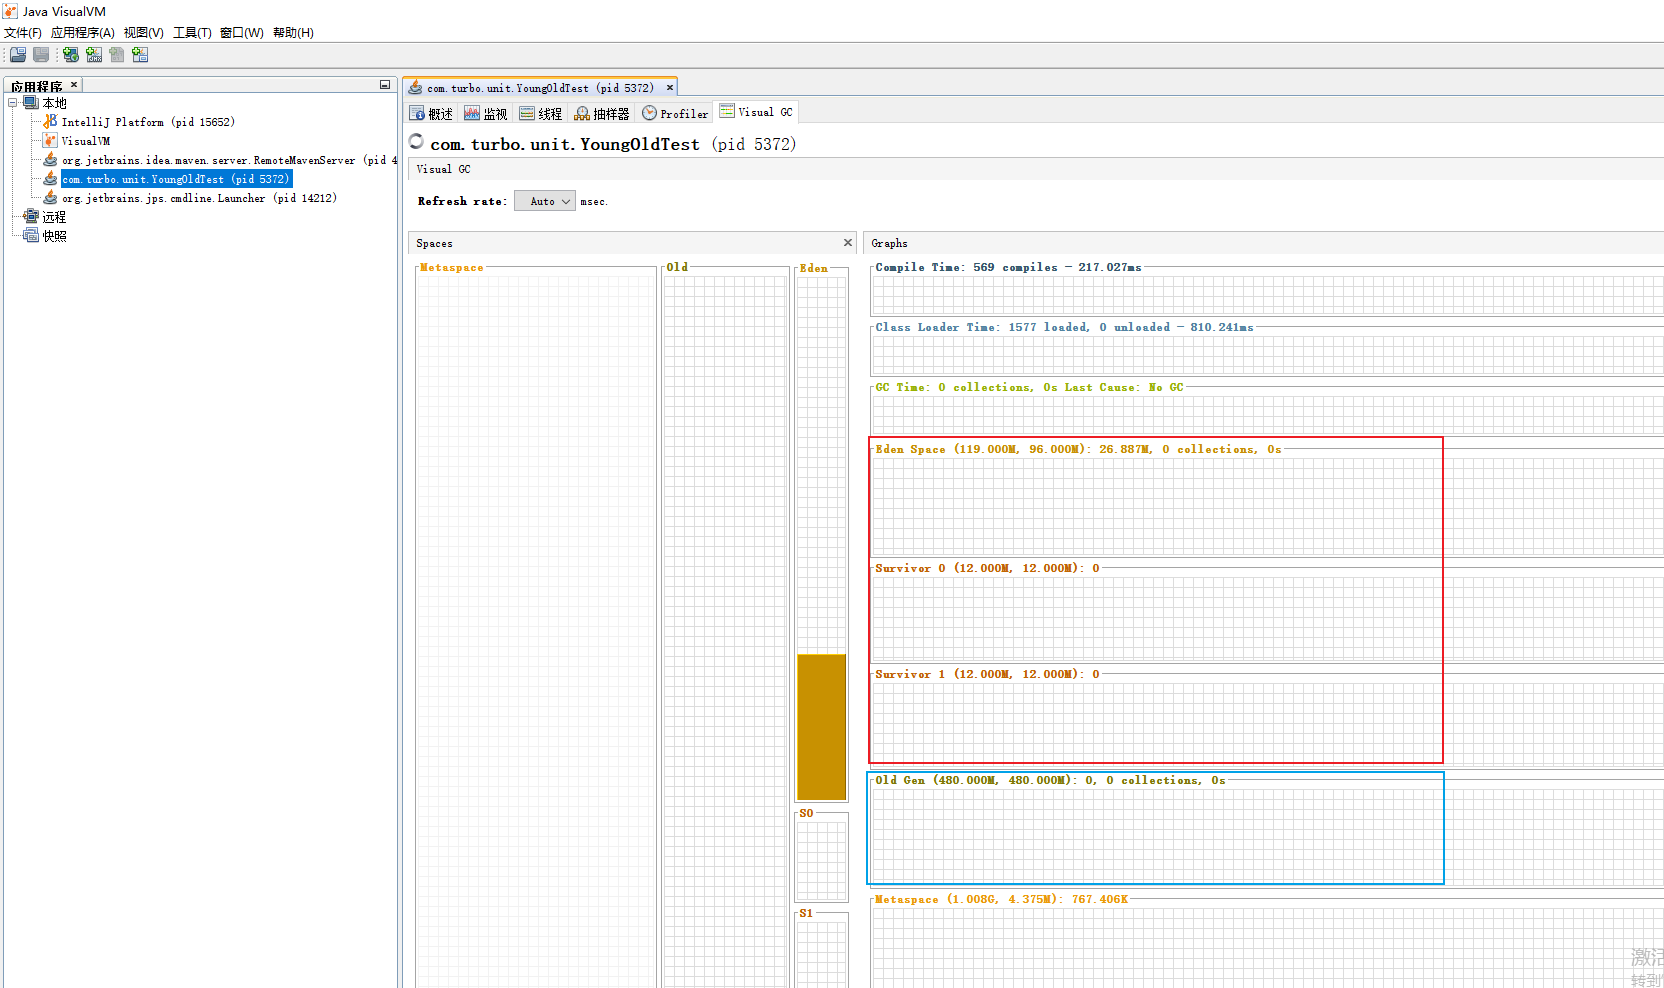 Java VisualVM
文件(F) 应用程序(A) 视图(V) 工具(T) 窗口(W) 帮助(H)
应用程序
本地
IntelliJ Platform (pid 15652)
VisualVM
org.jetbrains.idea.maven.server.RemoteMavenServer (pid 4
com.turbo.unit.YoungOldTest (pid 5372)
org.jetbrains.jps.cmdline.Launcher (pid 14212)
远程
快照
com.turbo.unit.YoungOldTest (pid 5372)
概述 监视 线程 抽样器 Profiler Visual GC
com.turbo.unit.YoungOldTest (pid 5372)
Visual GC
Refresh rate: Auto msec.
Spaces
Metaspace
Old
Eden
S0
S1
Graphs
Compile Time: 569 compiles - 217.027ms
Class Loader Time: 1577 loaded, 0 unloaded - 810.241ms
GC Time: 0 collections, 0s Last Cause: No GC
Eden Space (119.000M, 96.000M): 26.887M, 0 collections, 0s
Survivor 0 (12.000M, 12.000M): 0
Survivor 1 (12.000M, 12.000M): 0
Old Gen (480.000M, 480.000M): 0, 0 collections, 0s
Metaspace (1.008G, 4.375M): 767.406K
激活
转到